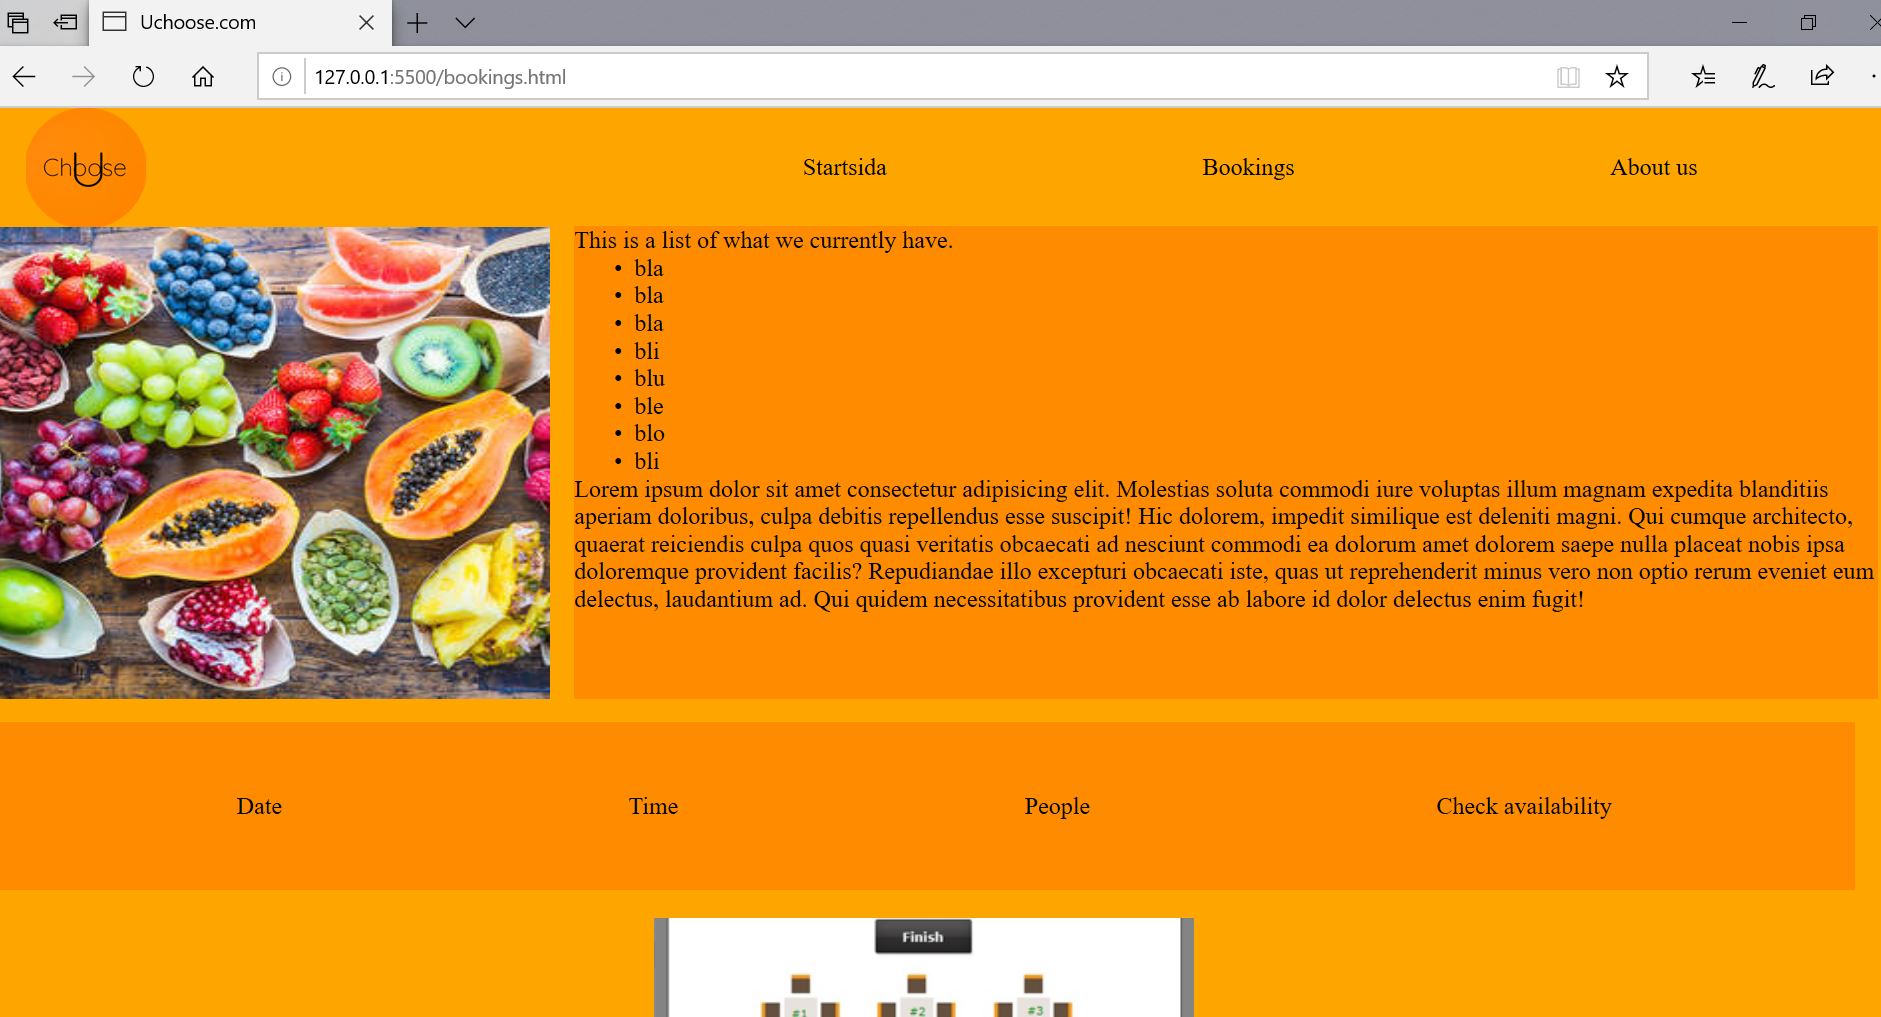 Uchoose.com
127.0.0.1:5500/bookings.html
Choose
Startsida
Bookings
About us
This is a list of what we currently have.
• bla
• bla
• bla
• bli
• blu
• ble
• blo
• bli
Lorem ipsum dolor sit amet consectetur adipisicing elit. Molestias soluta commodi iure voluptas illum magnam expedita blanditiis
aperiam doloribus, culpa debitis repellendus esse suscipit! Hic dolorem, impedit similique est deleniti magni. Qui cumque architecto,
quaerat reiciendis culpa quos quasi veritatis obcaecati ad nesciunt commodi ea dolorum amet dolorem saepe nulla placeat nobis ipsa
doloremque provident facilis? Repudiandae illo excepturi obcaecati iste, quas ut reprehenderit minus vero non optio rerum eveniet eum
delectus, laudantium ad. Qui quidem necessitatibus provident esse ab labore id dolor delectus enim fugit!
Date
Time
People
Check availability
Finish
#1
#2
#3